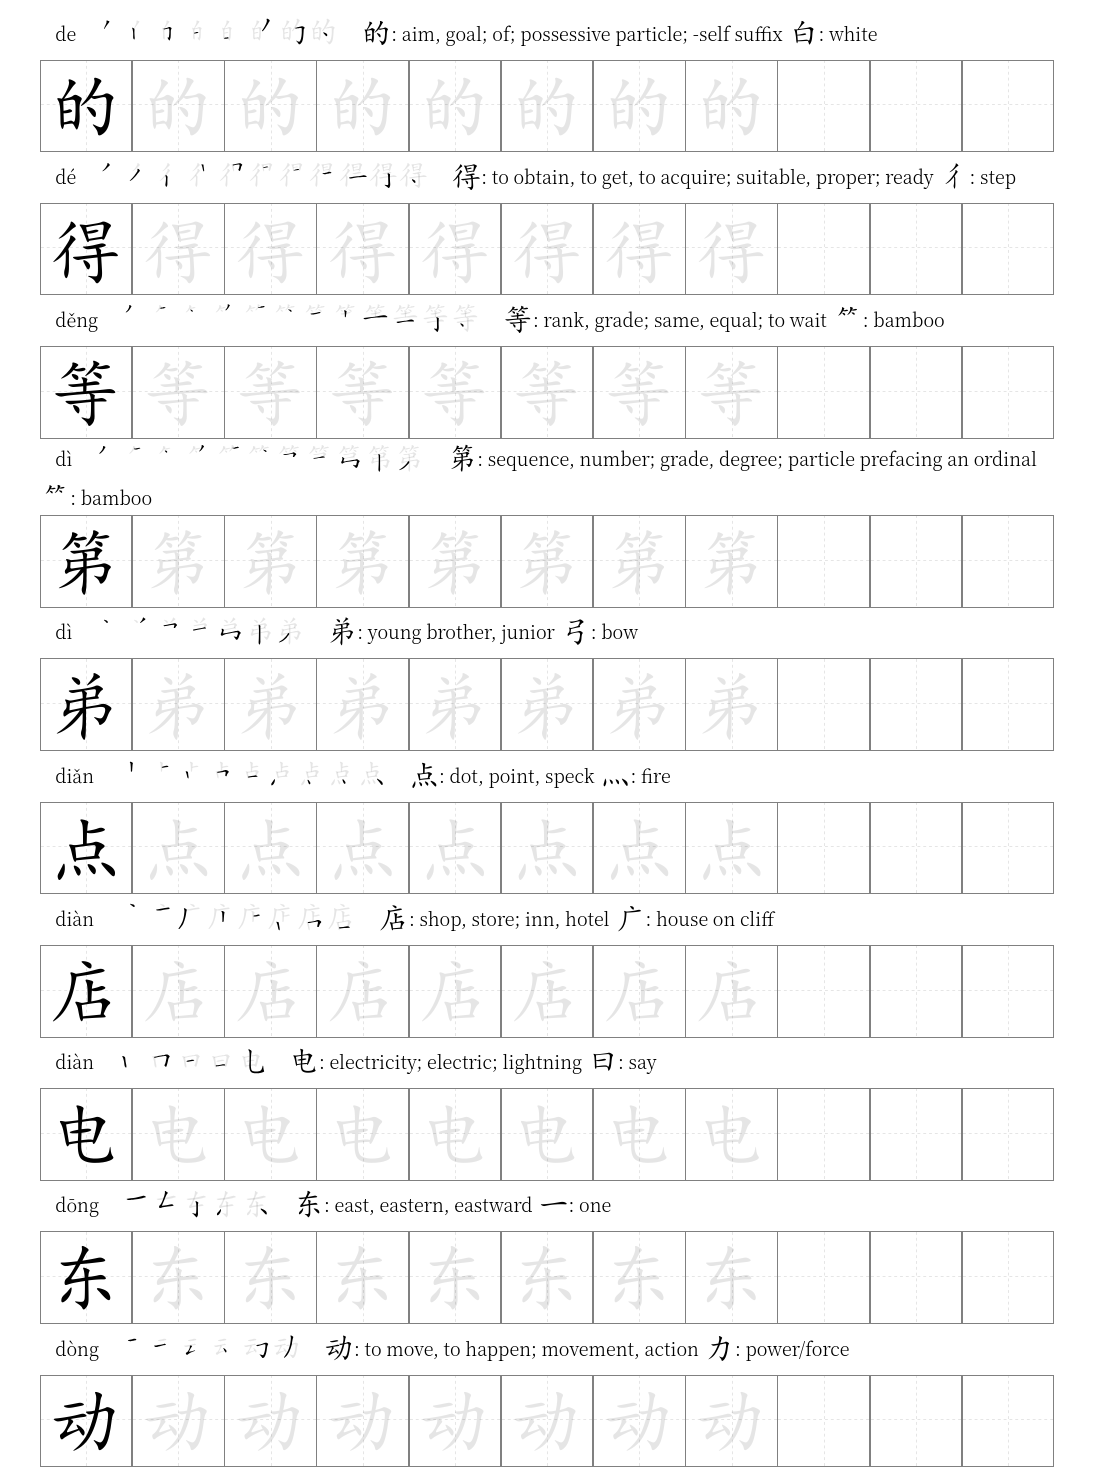 de 的: aim, goal; of; possessive particle; -self suffix 白: white
的 的 的 的 的 的 的 的
dé 得: to obtain, to get, to acquire; suitable, proper; ready 彳: step
得 得 得 得 得 得 得 得
děng 等: rank, grade; same, equal; to wait ⺮: bamboo
等 等 等 等 等 等 等 等
dì 第: sequence, number; grade, degree; particle prefacing an ordinal
⺮: bamboo
第 第 第 第 第 第 第 第
dì 弟: young brother, junior 弓: bow
弟 弟 弟 弟 弟 弟 弟 弟
diǎn 点: dot, point, speck 灬: fire
点 点 点 点 点 点 点 点
diàn 店: shop, store; inn, hotel 广: house on cliff
店 店 店 店 店 店 店 店
diàn 电: electricity; electric; lightning 曰: say
电 电 电 电 电 电 电 电
dōng 东: east, eastern, eastward 一: one
东 东 东 东 东 东 东 东
dòng 动: to move, to happen; movement, action 力: power/force
动 动 动 动 动 动 动 动